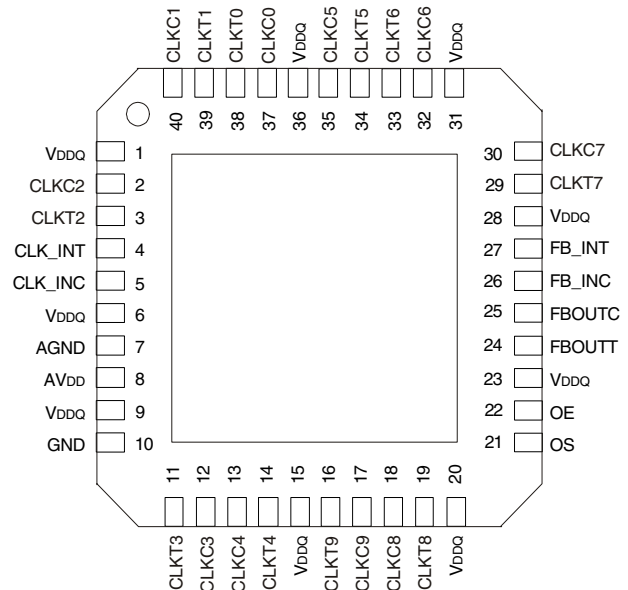 CLKC1 CLKT1 CLKT0 CLKC0 VDDQ CLKC5 CLKT5 CLKT6 CLKC6 VDDQ
40 39 38 37 36 35 34 33 32 31
VDDQ 1
CLKC2 2
CLKT2 3
CLK_INT 4
CLK_INC 5
VDDQ 6
AGND 7
AVDD 8
VDDQ 9
GND 10
30 CLKC7
29 CLKT7
28 VDDQ
27 FB_INT
26 FB_INC
25 FBOUTC
24 FBOUTT
23 VDDQ
22 OE
21 OS
11 12 13 14 15 16 17 18 19 20
CLKT3 CLKC3 CLKC4 CLKT4 VDDQ CLKT9 CLKC9 CLKC8 CLKT8 VDDQ